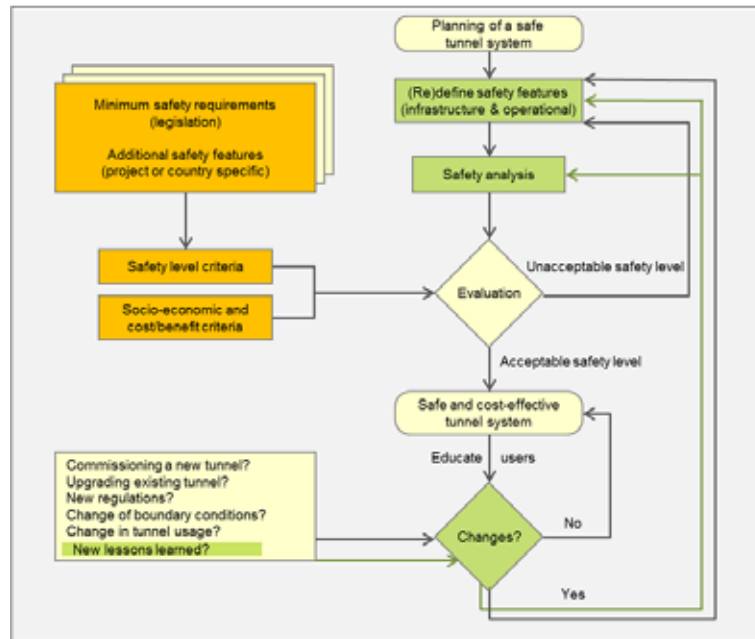 Planning of a safe
tunnel system
Minimum safety requirements
(legislation)
Additional safety features
(project or country specific)
(Re)define safety features
(infrastructure & operational)
Safety analysis
Safety level criteria
Socio-economic and
cost/benefit criteria
Evaluation
Unacceptable safety level
Acceptable safety level
Safe and cost-effective
tunnel system
Educate users
Commissioning a new tunnel?
Upgrading existing tunnel?
New regulations?
Change of boundary conditions?
Change in tunnel usage?
New lessons learned?
Changes?
No
Yes